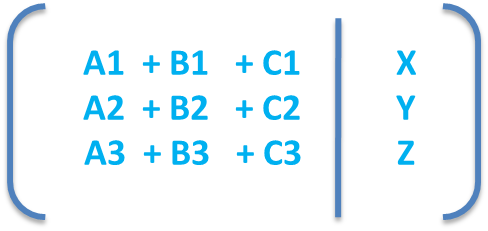 A1 + B1 + C1 X
A2 + B2 + C2 Y
A3 + B3 + C3 Z